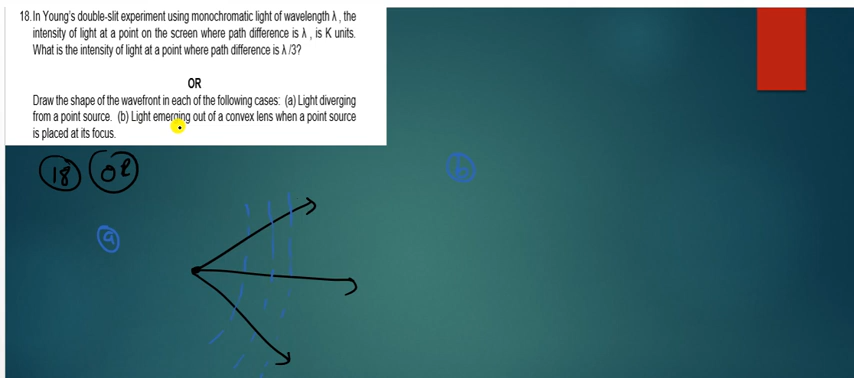 18. In Young's double-slit experiment using monochromatic light of wavelength λ , the
intensity of light at a point on the screen where path difference is λ , is K units.
What is the intensity of light at a point where path difference is λ /3?
OR
Draw the shape of the wavefront in each of the following cases: (a) Light diverging
from a point source. (b) Light emerging out of a convex lens when a point source
is placed at its focus.
18 OR
a
b